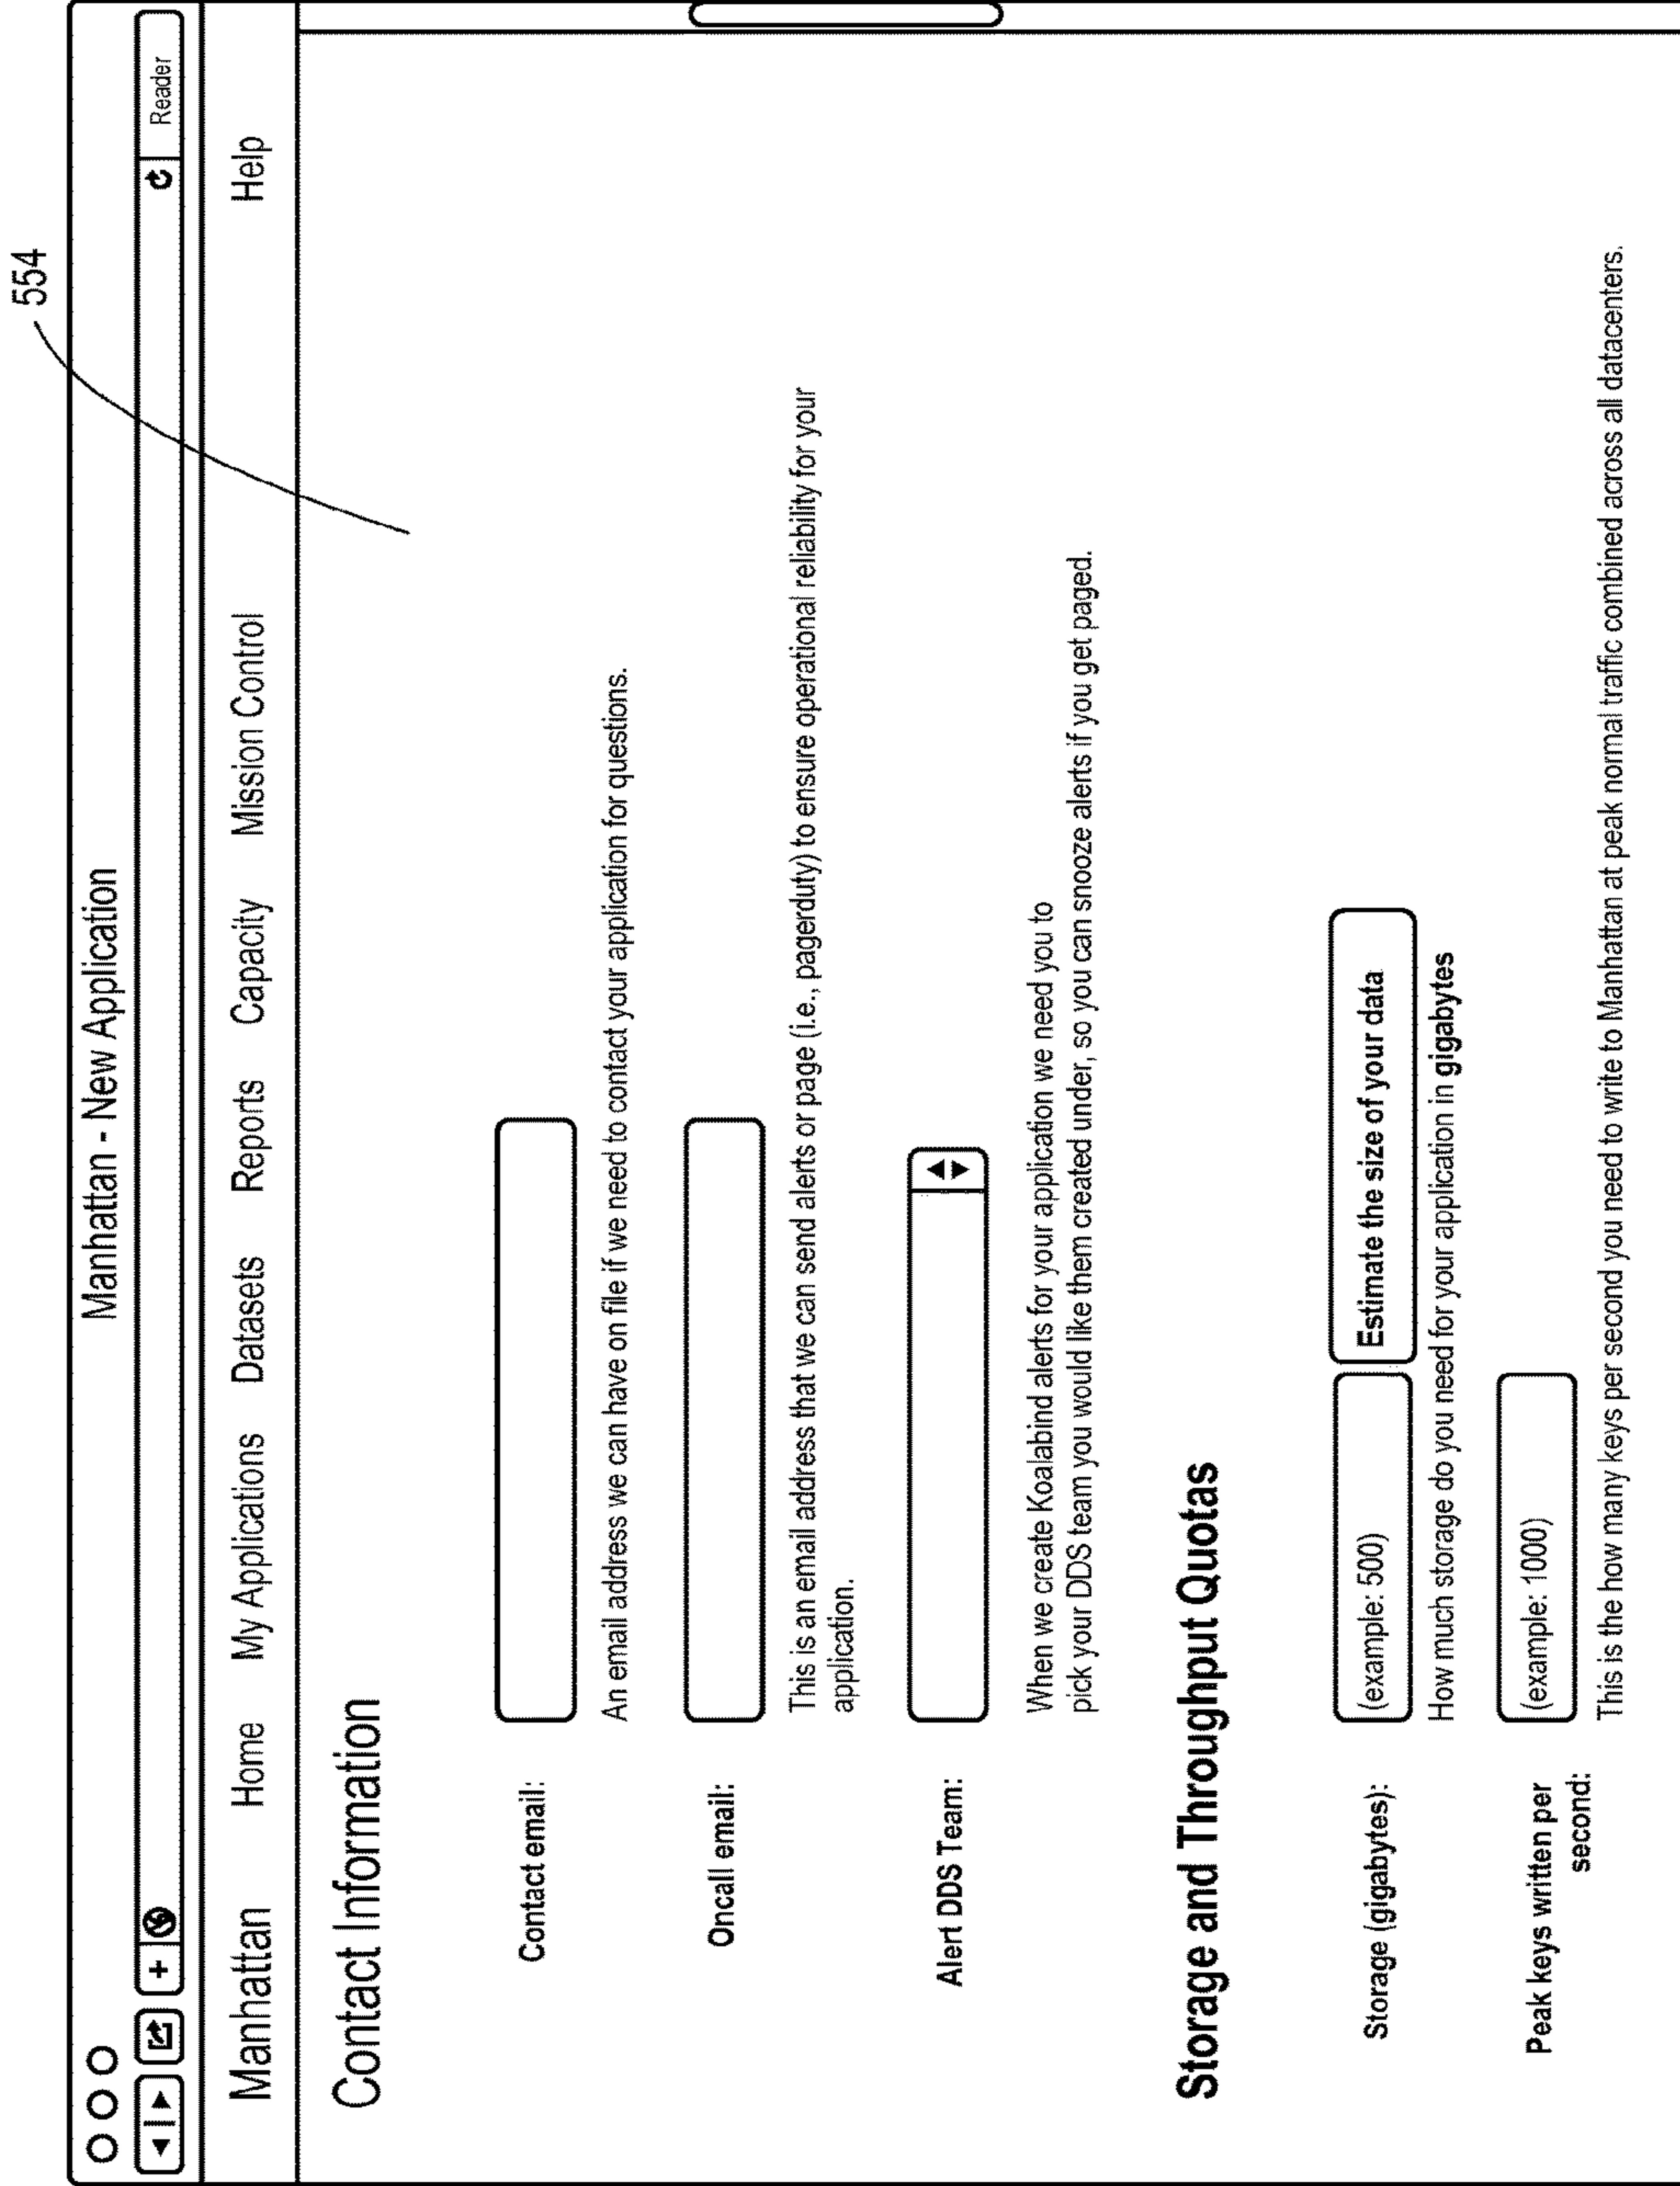 554
Manhattan - New Application
Reader
Manhattan Home My Applications Datasets Reports Capacity Mission Control Help
Contact Information
Contact email:
An email address we can have on file if we need to contact your application for questions.
Oncall email:
This is an email address that we can send alerts or page (i.e., pagerduty) to ensure operational reliability for your
application.
Alert DDS Team:
When we create Koalabind alerts for your application we need you to
pick your DDS team you would like them created under, so you can snooze alerts if you get paged.
Storage and Throughput Quotas
Storage (gigabytes): (example: 500) Estimate the size of your data
How much storage do you need for your application in gigabytes
Peak keys written per
second:
(example: 1000)
This is the how many keys per second you need to write to Manhattan at peak normal traffic combined across all datacenters.